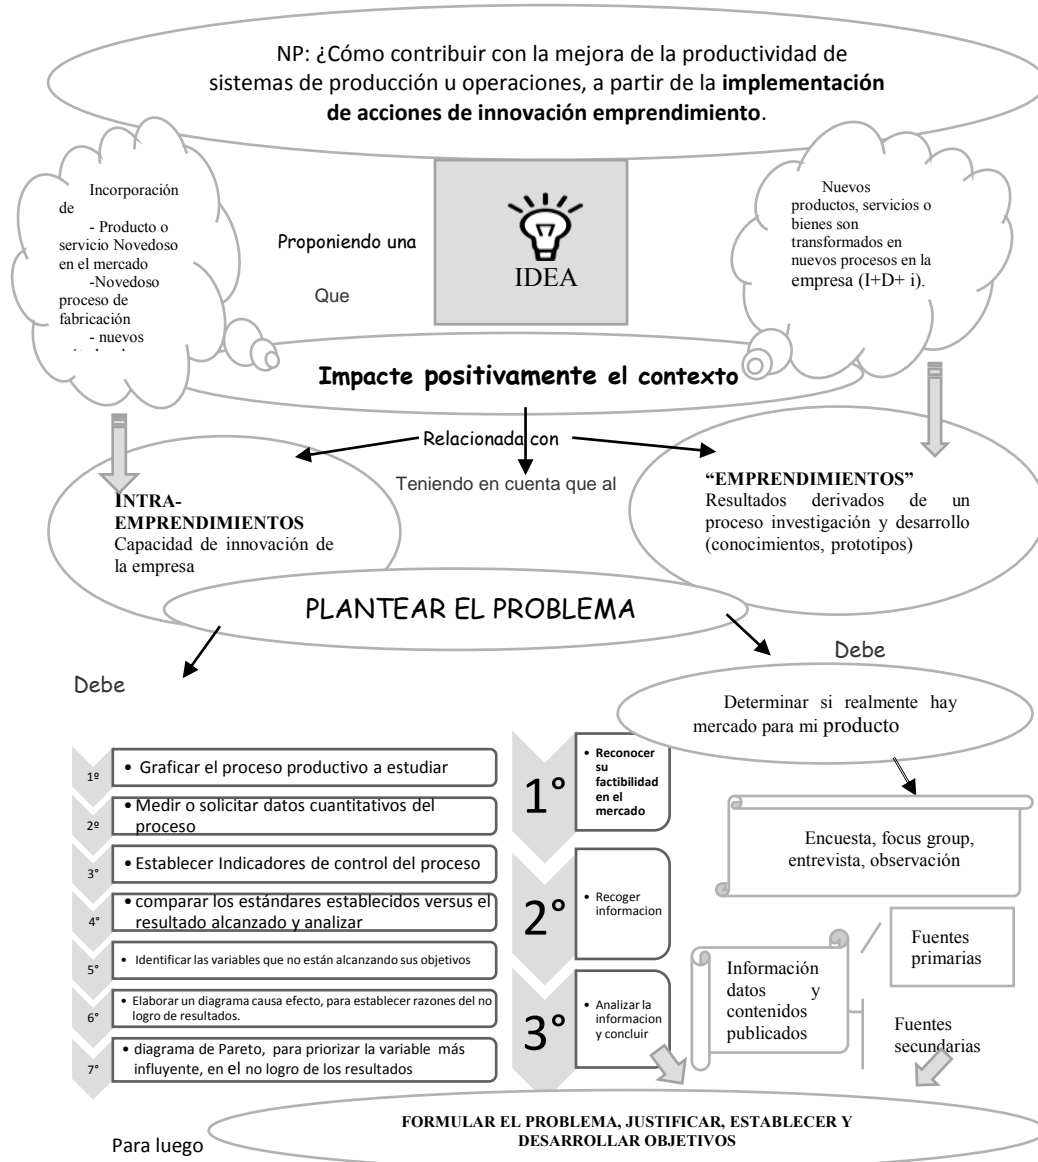 NP: ¿Cómo contribuir con la mejora de la productividad de
sistemas de producción u operaciones, a partir de la implementación
de acciones de innovación emprendimiento.
Incorporación
de
- Producto o
servicio Novedoso
en el mercado
-Novedoso
proceso de
fabricación
- nuevos
Proponiendo una
Que
IDEA
Nuevos
productos, servicios o
bienes son
transformados en
nuevos procesos en la
empresa (I+D+ i).
Impacte positivamente el contexto
Relacionada con
Teniendo en cuenta que al
INTRA-
EMPRENDIMIENTOS
Capacidad de innovación de
la empresa
“EMPRENDIMIENTOS”
Resultados derivados de un
proceso investigación y desarrollo
(conocimientos, prototipos)
PLANTEAR EL PROBLEMA
Debe
Debe
Determinar si realmente hay
mercado para mi producto
1º
• Graficar el proceso productivo a estudiar
2º
• Medir o solicitar datos cuantitativos del
proceso
3°
• Establecer Indicadores de control del proceso
4°
• comparar los estándares establecidos versus el
resultado alcanzado y analizar
5°
• Identificar las variables que no están alcanzando sus objetivos
6°
• Elaborar un diagrama causa efecto, para establecer razones del no
logro de resultados.
7°
• diagrama de Pareto, para priorizar la variable más
influyente, en el no logro de los resultados
1°
• Reconocer
su
factibilidad
en el
mercado
2°
• Recoger
informacion
3°
• Analizar la
informacion
y concluir
Encuesta, focus group,
entrevista, observación
Fuentes
primarias
Información
datos y
contenidos
publicados
Fuentes
secundarias
Para luego
FORMULAR EL PROBLEMA, JUSTIFICAR, ESTABLECER Y
DESARROLLAR OBJETIVOS